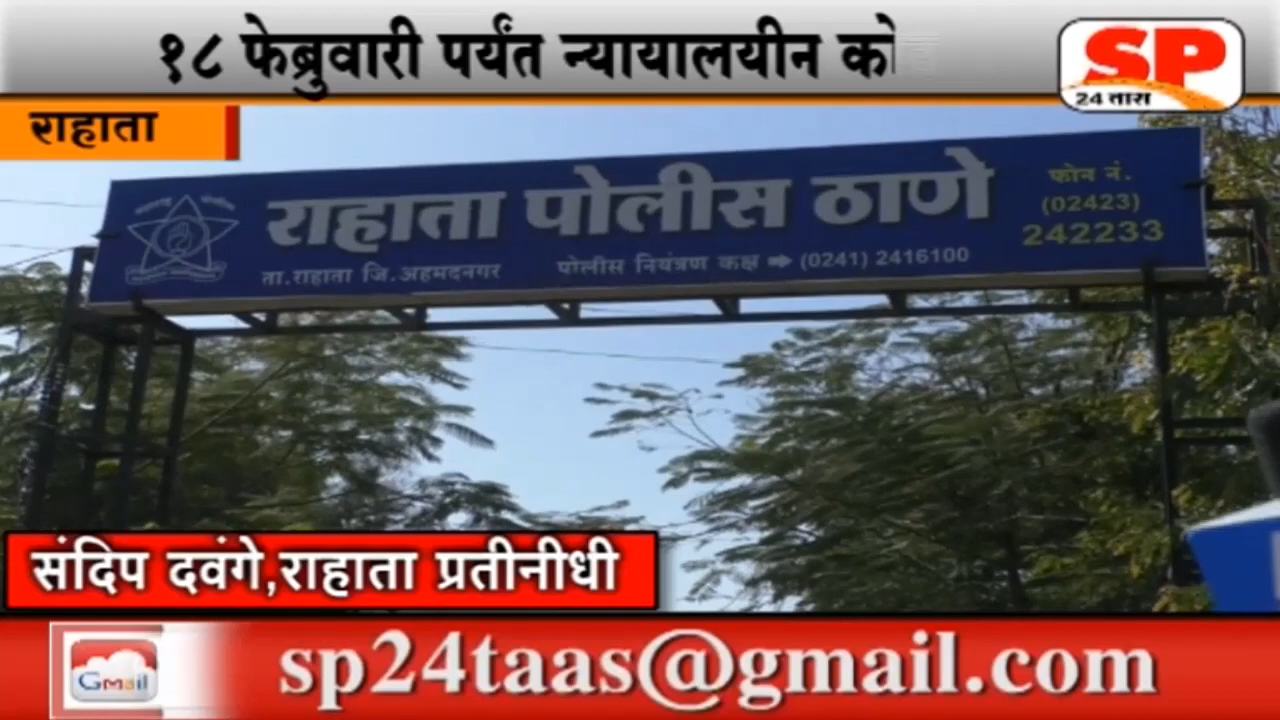 १८ फेब्रुवारी पर्यंत न्यायालयीन
SP
24 तास
राहाता
राहाता पोलीस ठाणे
फोन नं.
(02423)
242233
ता.राहाता जि.अहमदनगर
पोलीस नियंत्रण कक्ष ➡ (0241) 2416100
संदिप दवंगे,राहाता प्रतीनीधी
Gmail
sp24taas@gmail.com